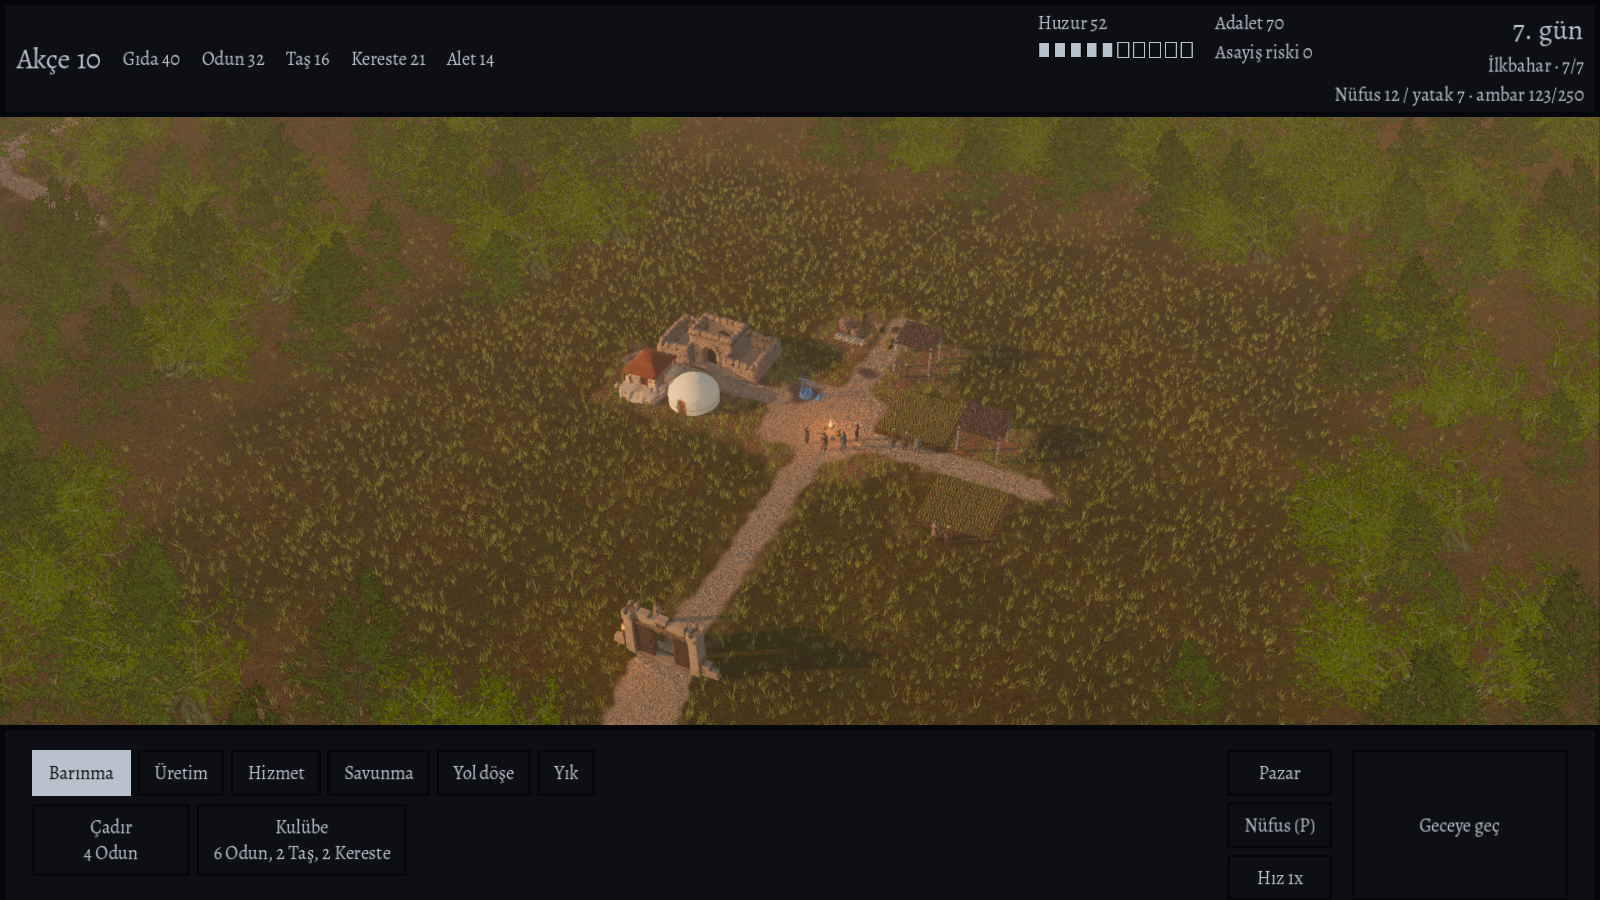 Akçe 10 Gıda 40 Odun 32 Taş 16 Kereste 21 Alet 14
Huzur 52
Adalet 70
Asayiş riski 0
7. gün
İlkbahar · 7/7
Nüfus 12 / yatak 7 · ambar 123/250
Barınma Üretim Hizmet Savunma Yol döşe Yık
Çadır
4 Odun
Kulübe
6 Odun, 2 Taş, 2 Kereste
Pazar
Nüfus (P)
Hız 1x
Geceye geç